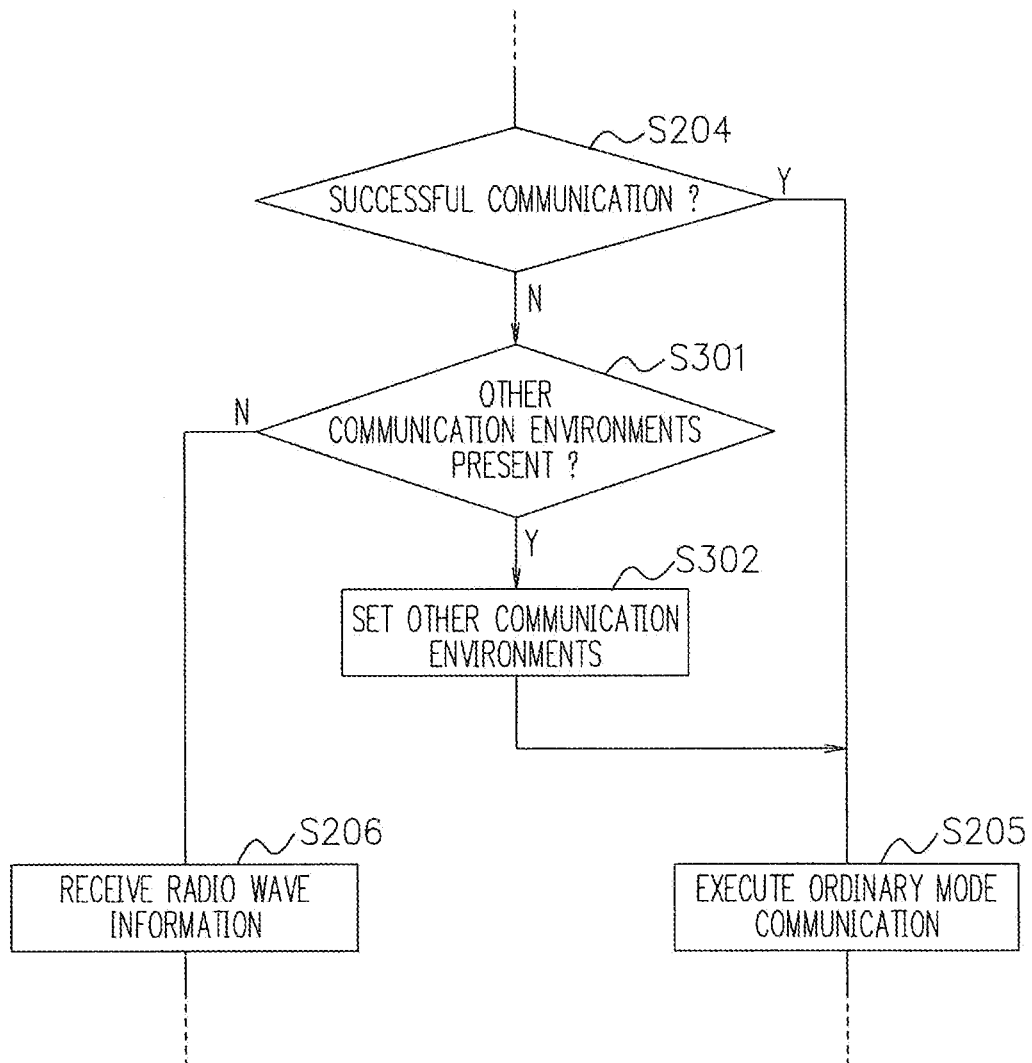 S204
SUCCESSFUL COMMUNICATION ?
Y
N
S301
OTHER
COMMUNICATION ENVIRONMENTS
PRESENT ?
N
Y
S302
SET OTHER COMMUNICATION
ENVIRONMENTS
S206
RECEIVE RADIO WAVE
INFORMATION
S205
EXECUTE ORDINARY MODE
COMMUNICATION